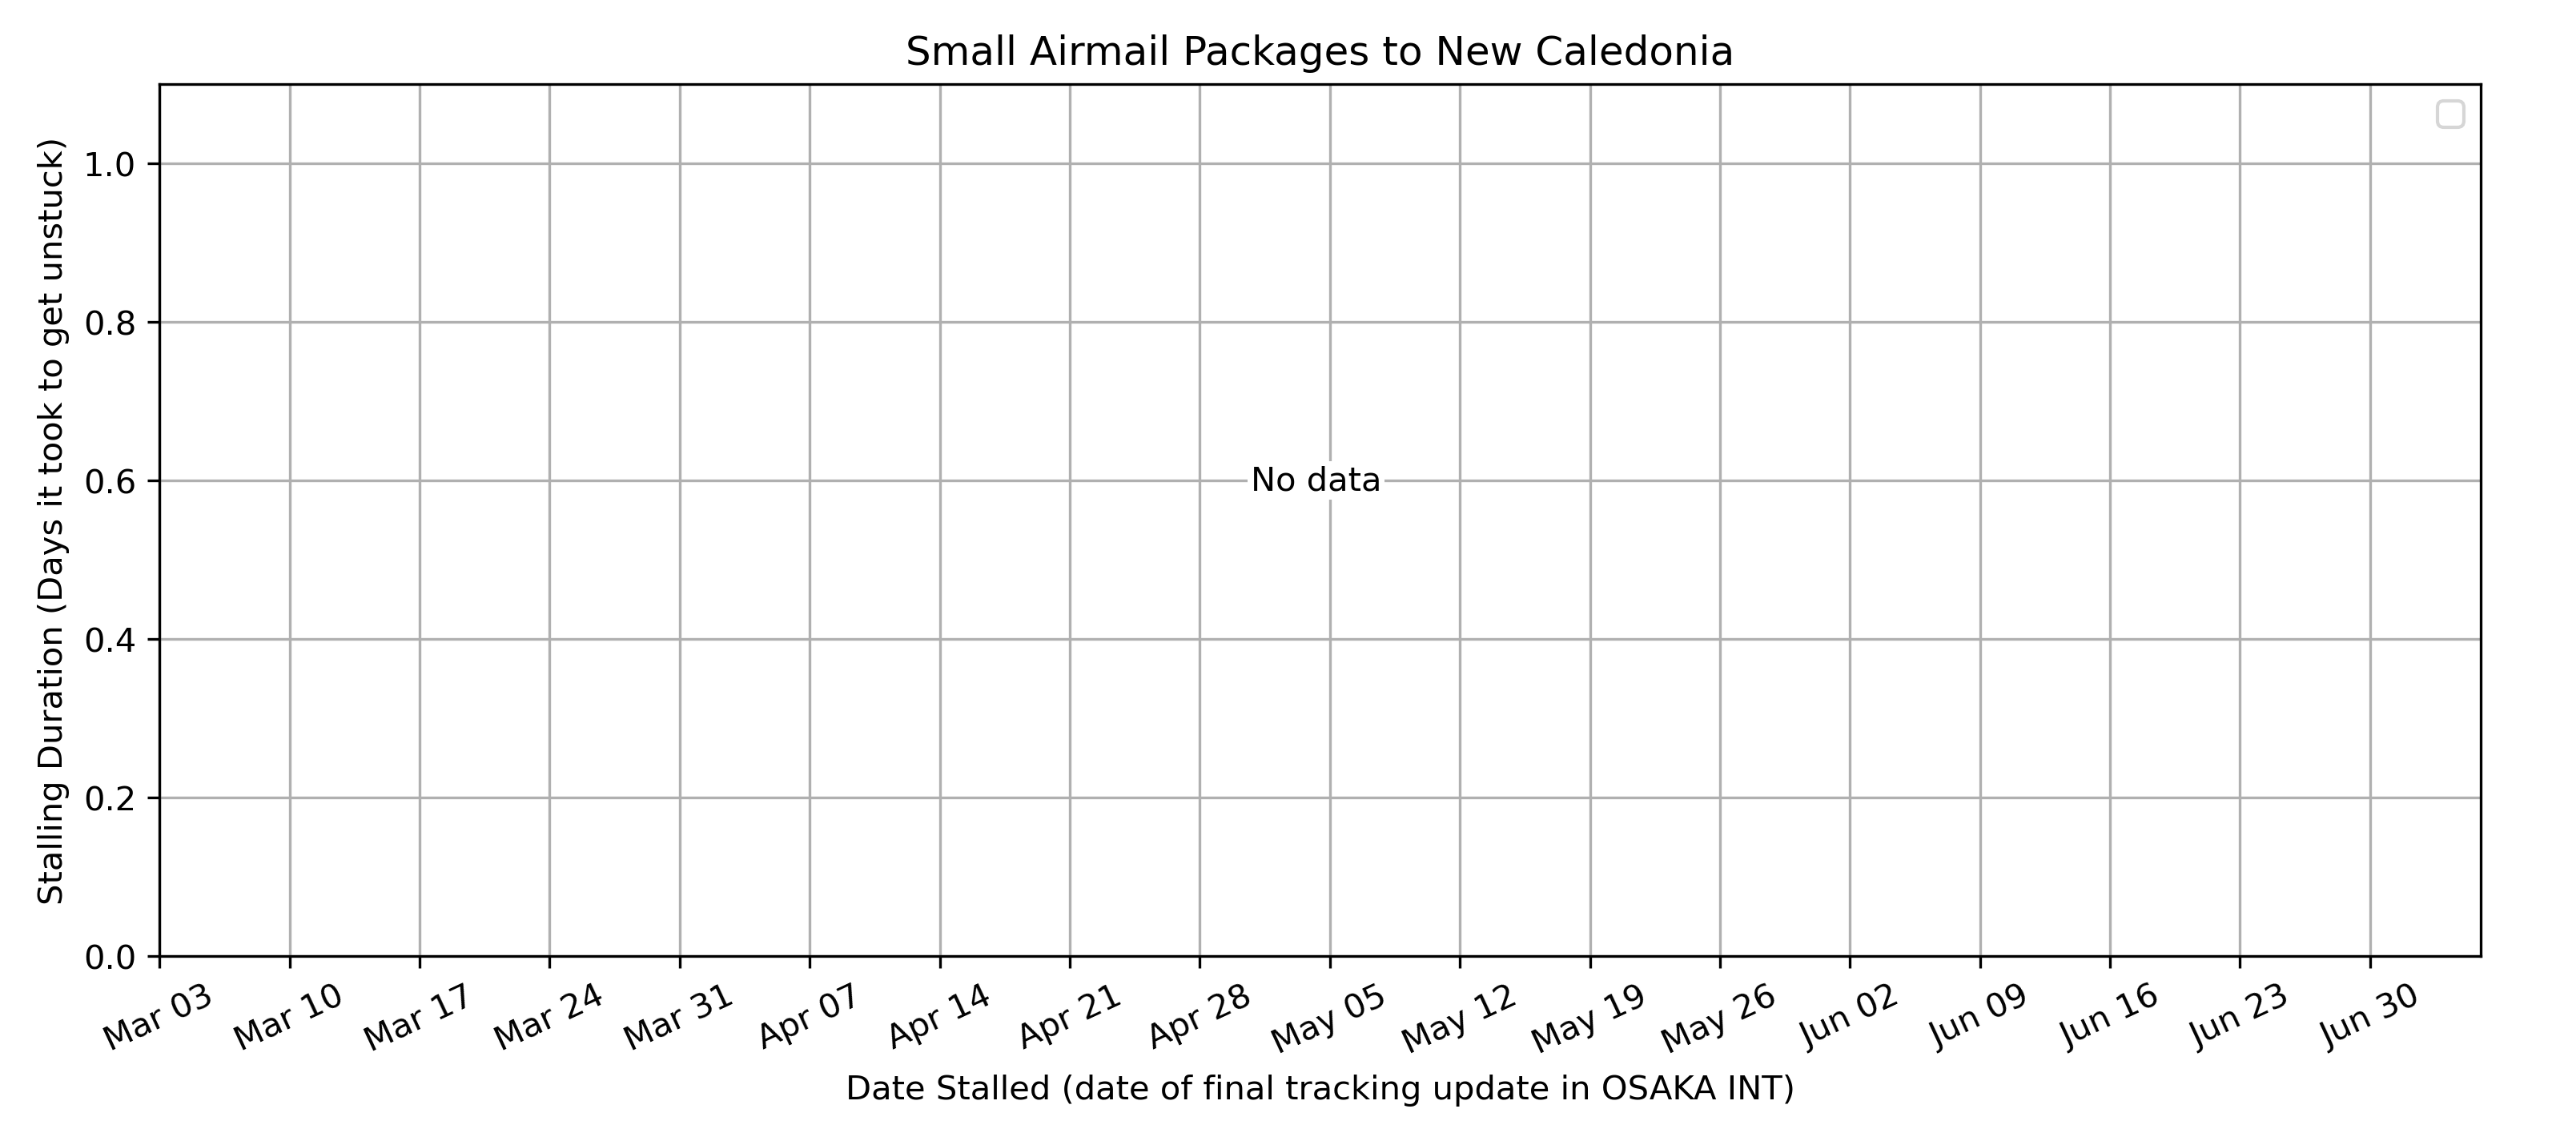 Small Airmail Packages to New Caledonia
Stalling Duration (Days it took to get unstuck)
1.0
0.8
0.6
0.4
0.2
0.0
No data
Mar 03
Mar 10
Mar 17
Mar 24
Mar 31
Apr 07
Apr 14
Apr 21
Apr 28
May 05
May 12
May 19
May 26
Jun 02
Jun 09
Jun 16
Jun 23
Jun 30
Date Stalled (date of final tracking update in OSAKA INT)